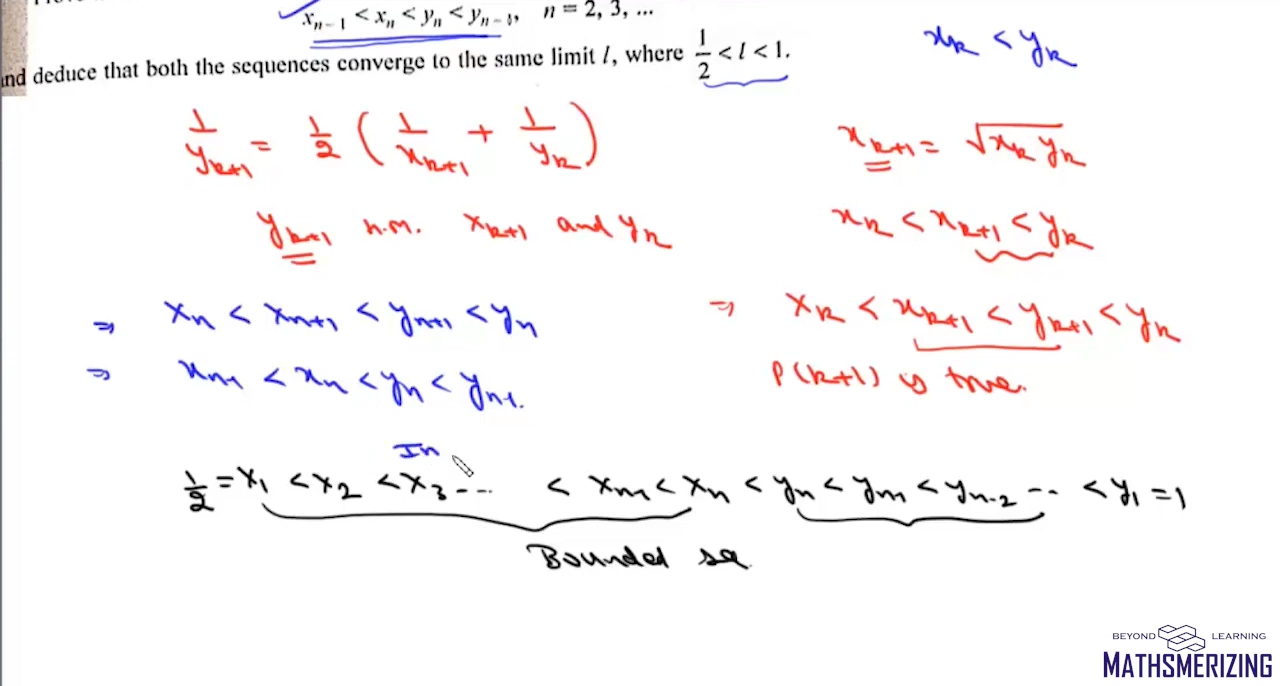 x_{n-1} < x_n < y_n < y_{n-1}, n = 2, 3, ...
and deduce that both the sequences converge to the same limit l, where 1/2 < l < 1.
x_k < y_k
1/y_{k+1} = 1/2 ( 1/x_{k+1} + 1/y_k )
x_{k+1} = √(x_k y_k)
y_{k+1} h.m. x_{k+1} and y_k
x_k < x_{k+1} < y_k
⇒ x_n < x_{n+1} < y_{n+1} < y_n
⇒ x_k < x_{k+1} < y_{k+1} < y_k
⇒ x_{n-1} < x_n < y_n < y_{n-1}.
P(k+1) is true.
In
1/2 = x_1 < x_2 < x_3 ... < x_{n-1} < x_n < y_n < y_{n-1} < y_{n-2} ... < y_1 = 1
Bounded se
BEYOND LEARNING
MATHSMERIZING